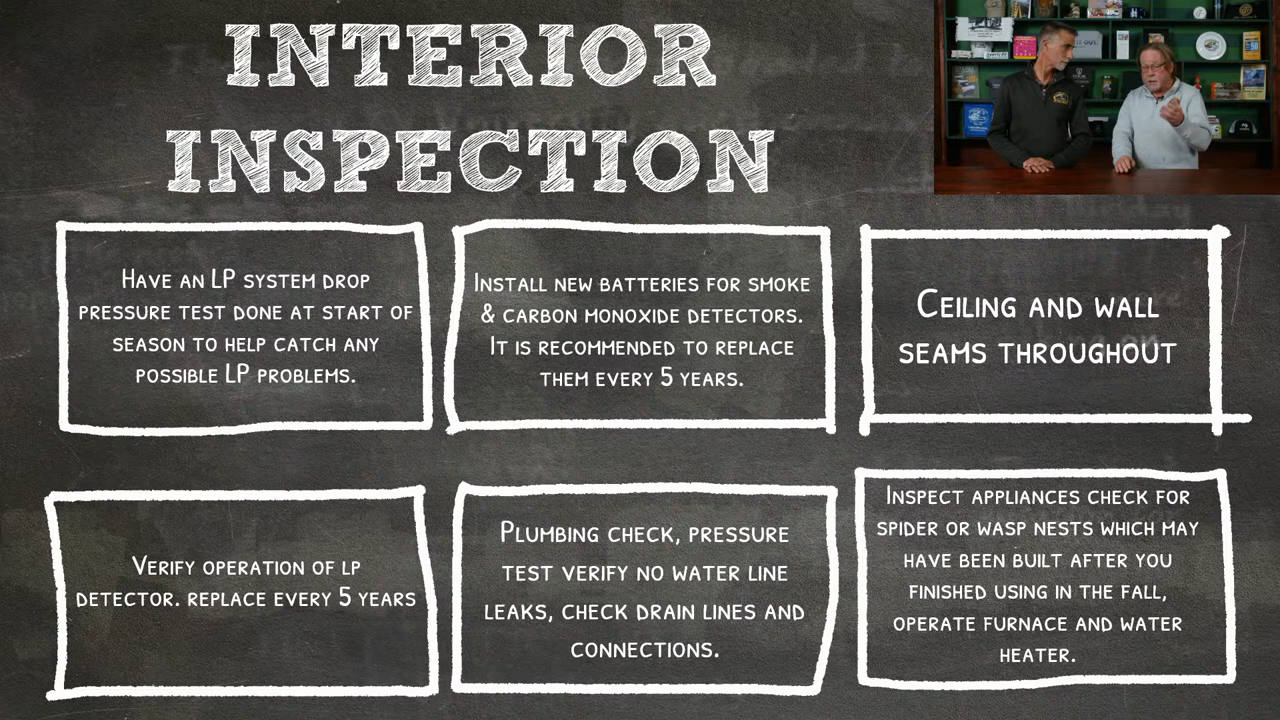 INTERIOR
INSPECTION
HAVE AN LP SYSTEM DROP
PRESSURE TEST DONE AT START OF
SEASON TO HELP CATCH ANY
POSSIBLE LP PROBLEMS.
INSTALL NEW BATTERIES FOR SMOKE
& CARBON MONOXIDE DETECTORS.
IT IS RECOMMENDED TO REPLACE
THEM EVERY 5 YEARS.
CEILING AND WALL
SEAMS THROUGHOUT
VERIFY OPERATION OF LP
DETECTOR. REPLACE EVERY 5 YEARS
PLUMBING CHECK, PRESSURE
TEST VERIFY NO WATER LINE
LEAKS, CHECK DRAIN LINES AND
CONNECTIONS.
INSPECT APPLIANCES CHECK FOR
SPIDER OR WASP NESTS WHICH MAY
HAVE BEEN BUILT AFTER YOU
FINISHED USING IN THE FALL,
OPERATE FURNACE AND WATER
HEATER.